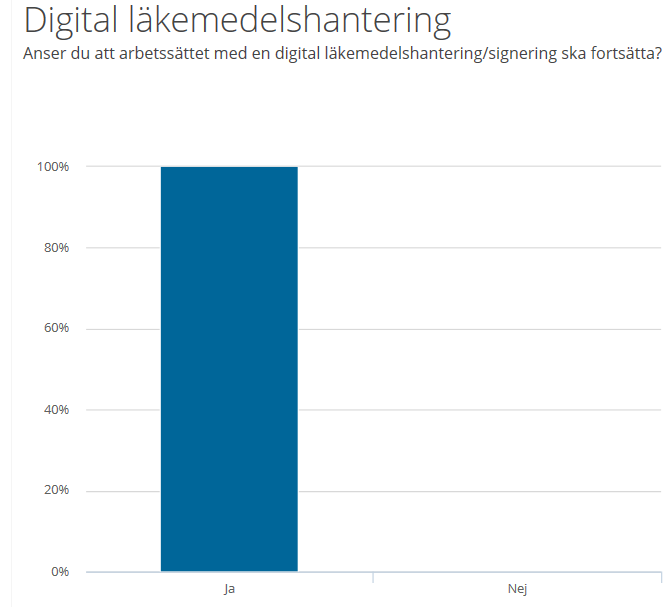 Digital läkemedelshantering
Anser du att arbetssättet med en digital läkemedelshantering/signering ska fortsätta?
100%
80%
60%
40%
20%
0%
Ja
Nej